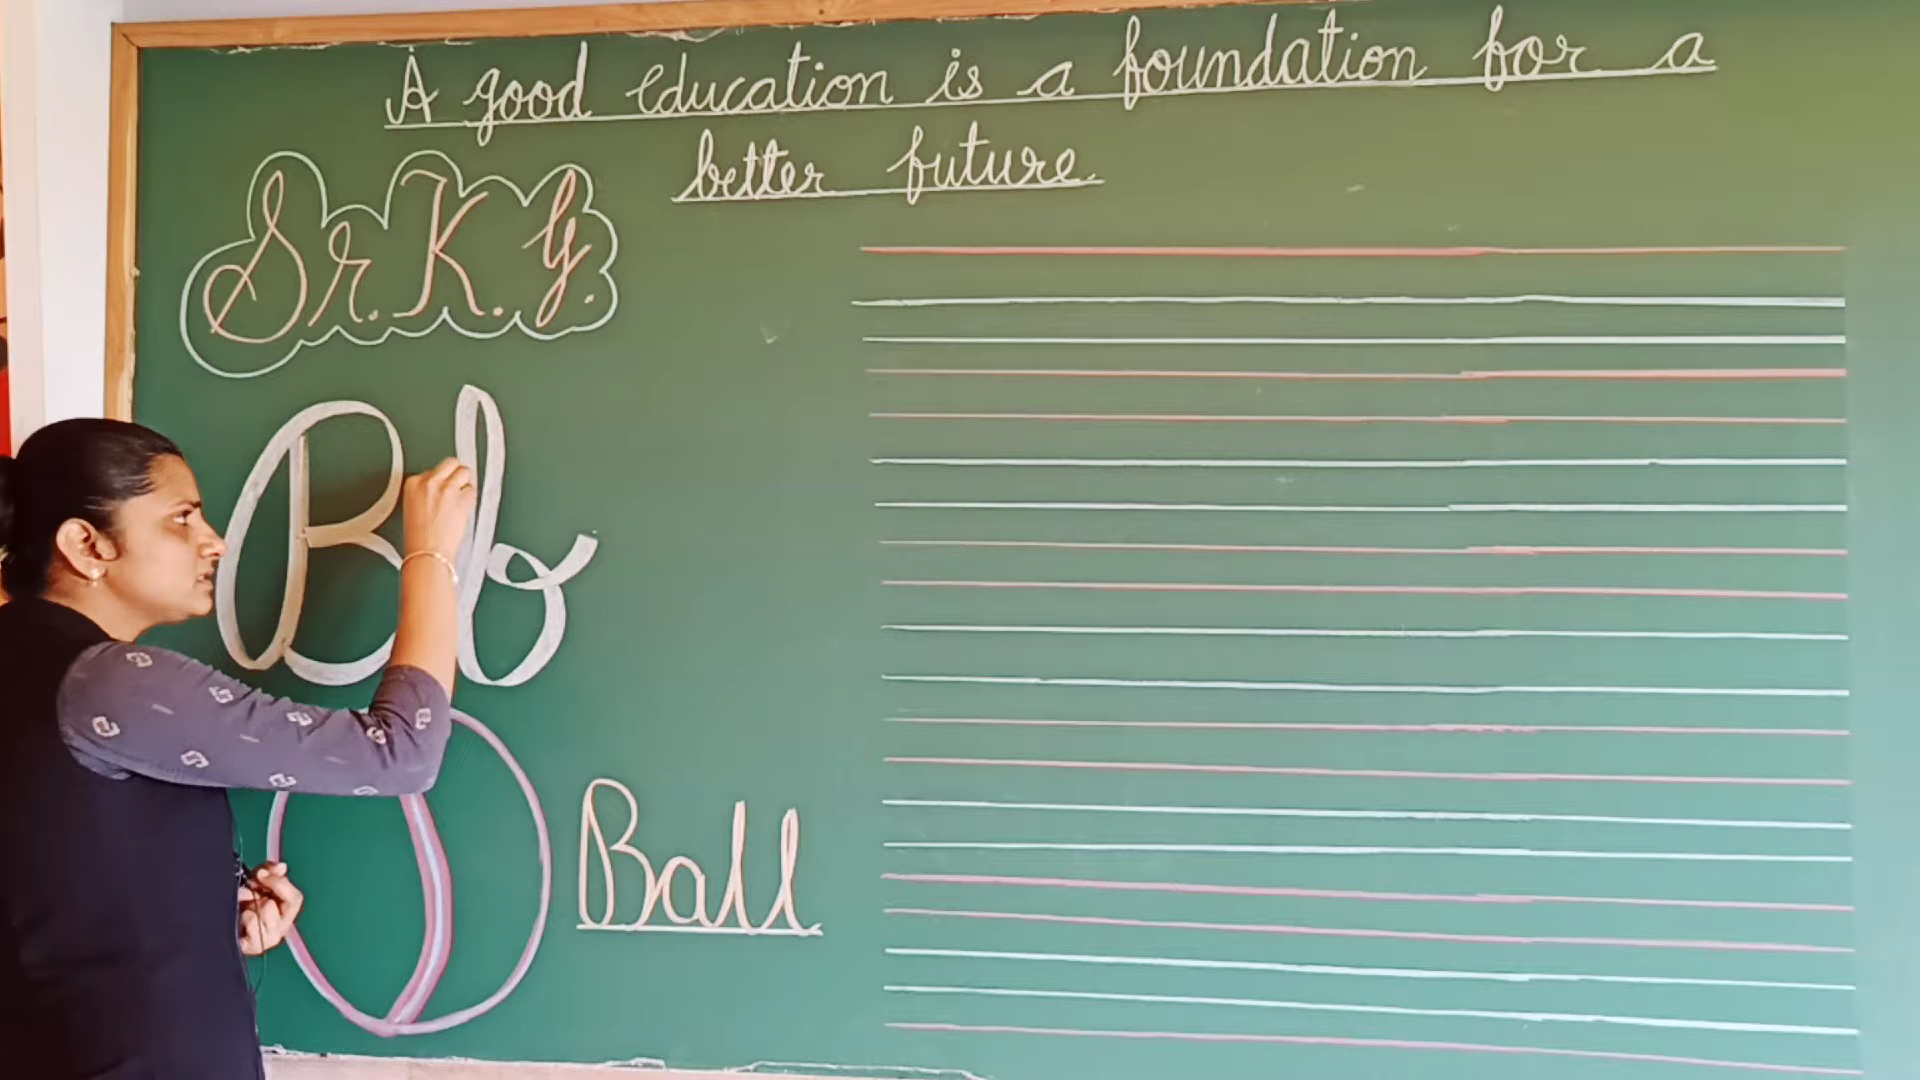 A good education is a foundation for a
better future.
Sr. K. G.
Bb
Ball